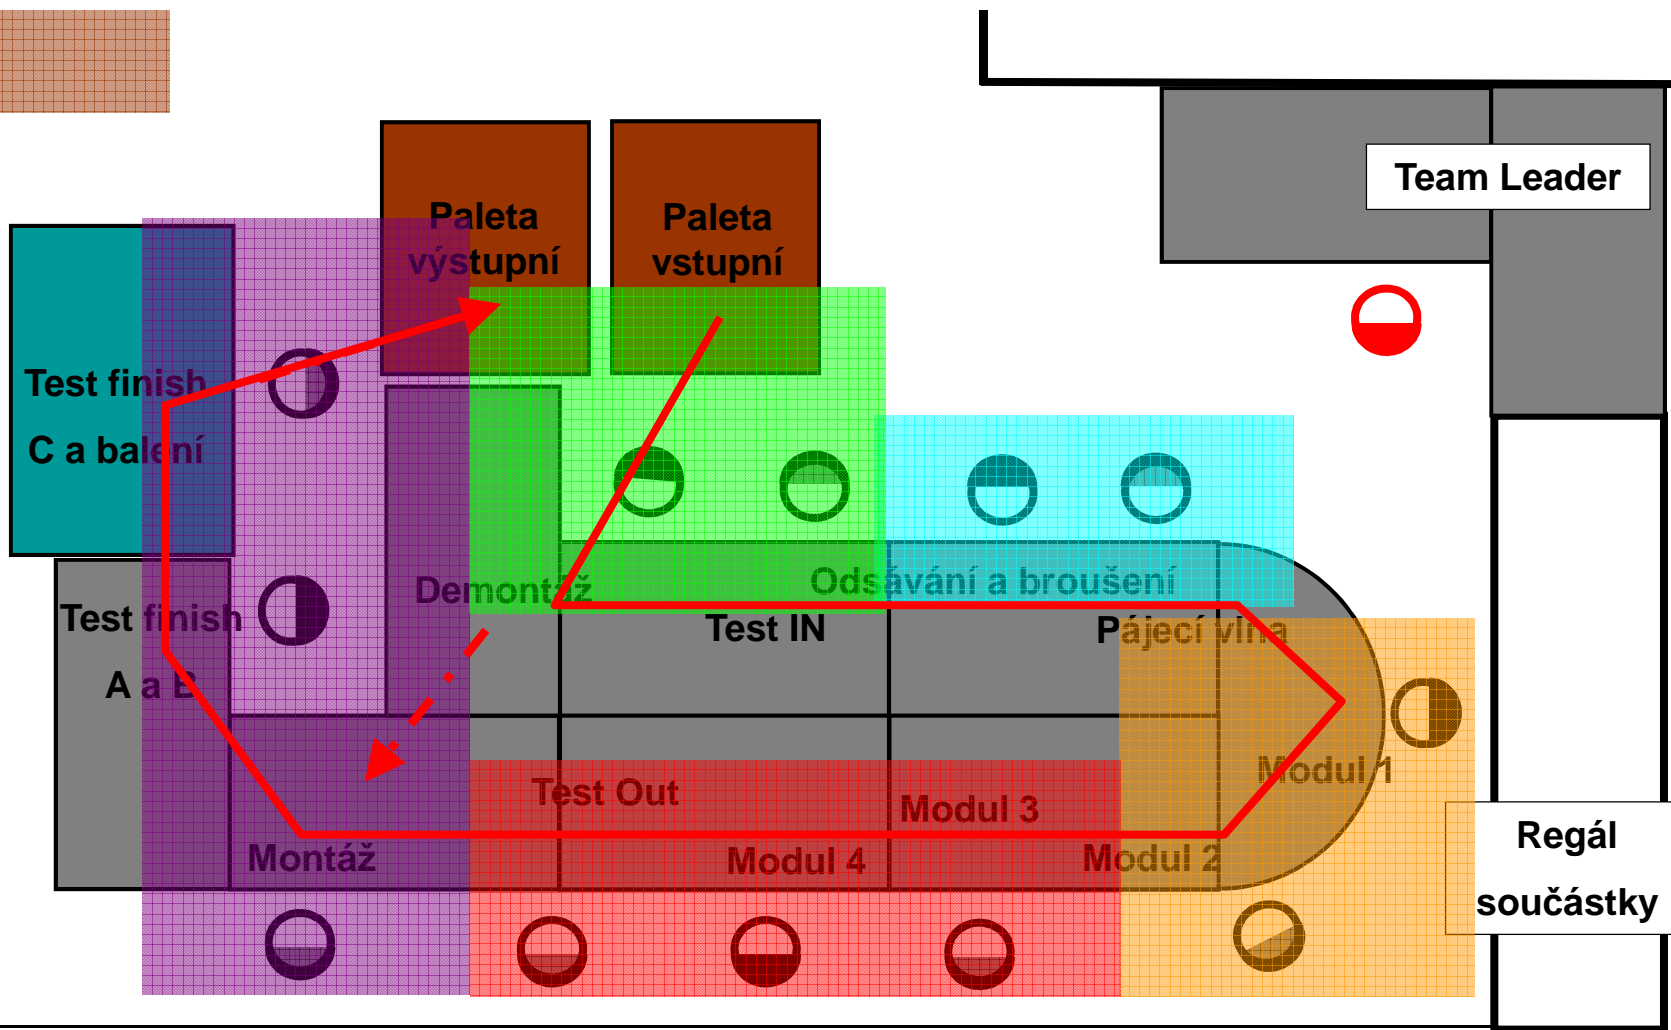 Team Leader
Paleta
výstupní
Paleta
vstupní
Test finish
C a balení
Demontáž
Odsávání a broušení
Test finish
A a B
Test IN
Pájecí vlna
Modul 1
Test Out
Modul 3
Montáž
Modul 4
Modul 2
Regál
součástky